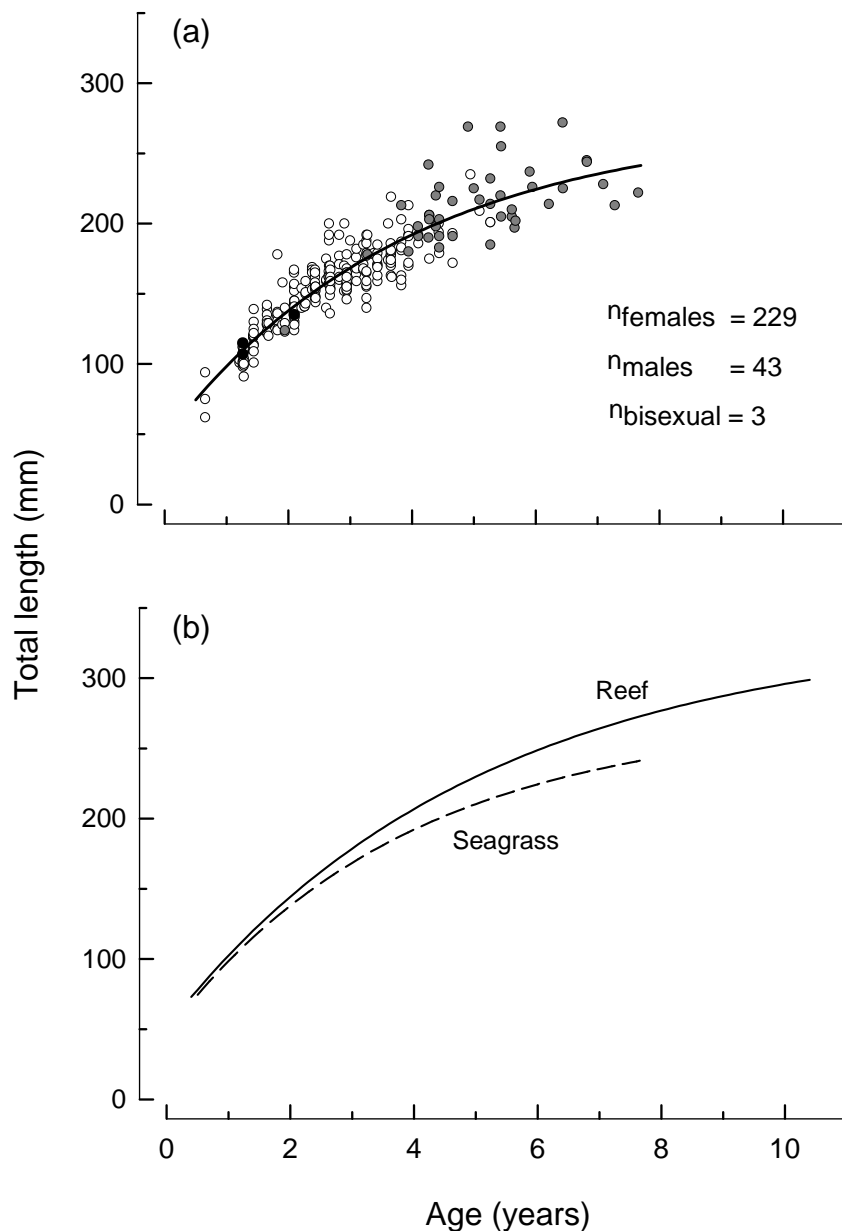 (a)
300
200
100
0
n females = 229
n males = 43
n bisexual = 3
Total length (mm)
(b)
300
200
100
0
Reef
Seagrass
0 2 4 6 8 10
Age (years)